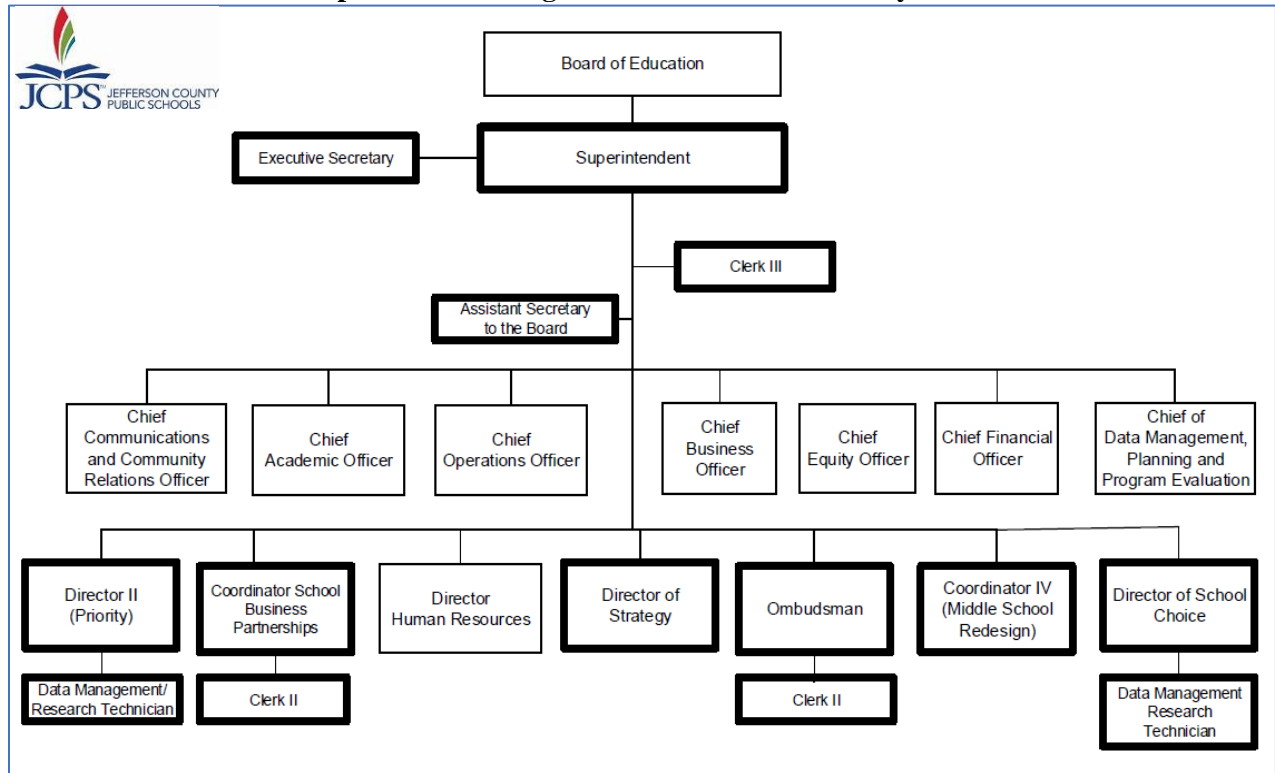 JCPS JEFFERSON COUNTY
PUBLIC SCHOOLS
Board of Education
Executive Secretary
Superintendent
Clerk III
Assistant Secretary
to the Board
Chief
Communications
and Community
Relations Officer
Chief
Academic Officer
Chief
Operations Officer
Chief
Business
Officer
Chief
Equity Officer
Chief Financial
Officer
Chief of
Data Management,
Planning and
Program Evaluation
Director II
(Priority)
Coordinator School
Business
Partnerships
Director
Human Resources
Director of
Strategy
Ombudsman
Coordinator IV
(Middle School
Redesign)
Director of School
Choice
Data Management/
Research Technician
Clerk II
Clerk II
Data Management
Research
Technician